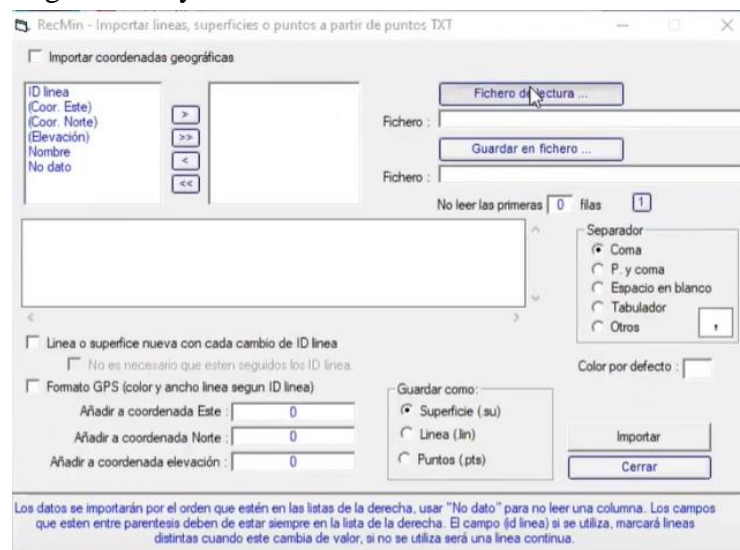 RecMin - Importar lineas, superficies o puntos a partir de puntos TXT
Importar coordenadas geográficas
ID linea
(Coor. Este)
(Coor. Norte)
(Elevación)
Nombre
No dato
>
>>
<
<<
Fichero de lectura ...
Fichero :
Guardar en fichero ...
Fichero :
No leer las primeras 0 filas 1
Separador
Coma
P. y coma
Espacio en blanco
Tabulador
Otros ,
Linea o superfice nueva con cada cambio de ID linea
No es necesario que esten seguidos los ID linea.
Formato GPS (color y ancho linea segun ID linea)
Añadir a coordenada Este : 0
Añadir a coordenada Norte : 0
Añadir a coordenada elevación : 0
Color por defecto :
Guardar como:
Superficie (.su)
Linea (.lin)
Puntos (.pts)
Importar
Cerrar
Los datos se importarán por el orden que estén en las listas de la derecha, usar "No dato" para no leer una columna. Los campos
que esten entre parentesis deben de estar siempre en la lista de la derecha. El campo (id linea) si se utiliza, marcará lineas
distintas cuando este cambia de valor, si no se utiliza será una linea continua.